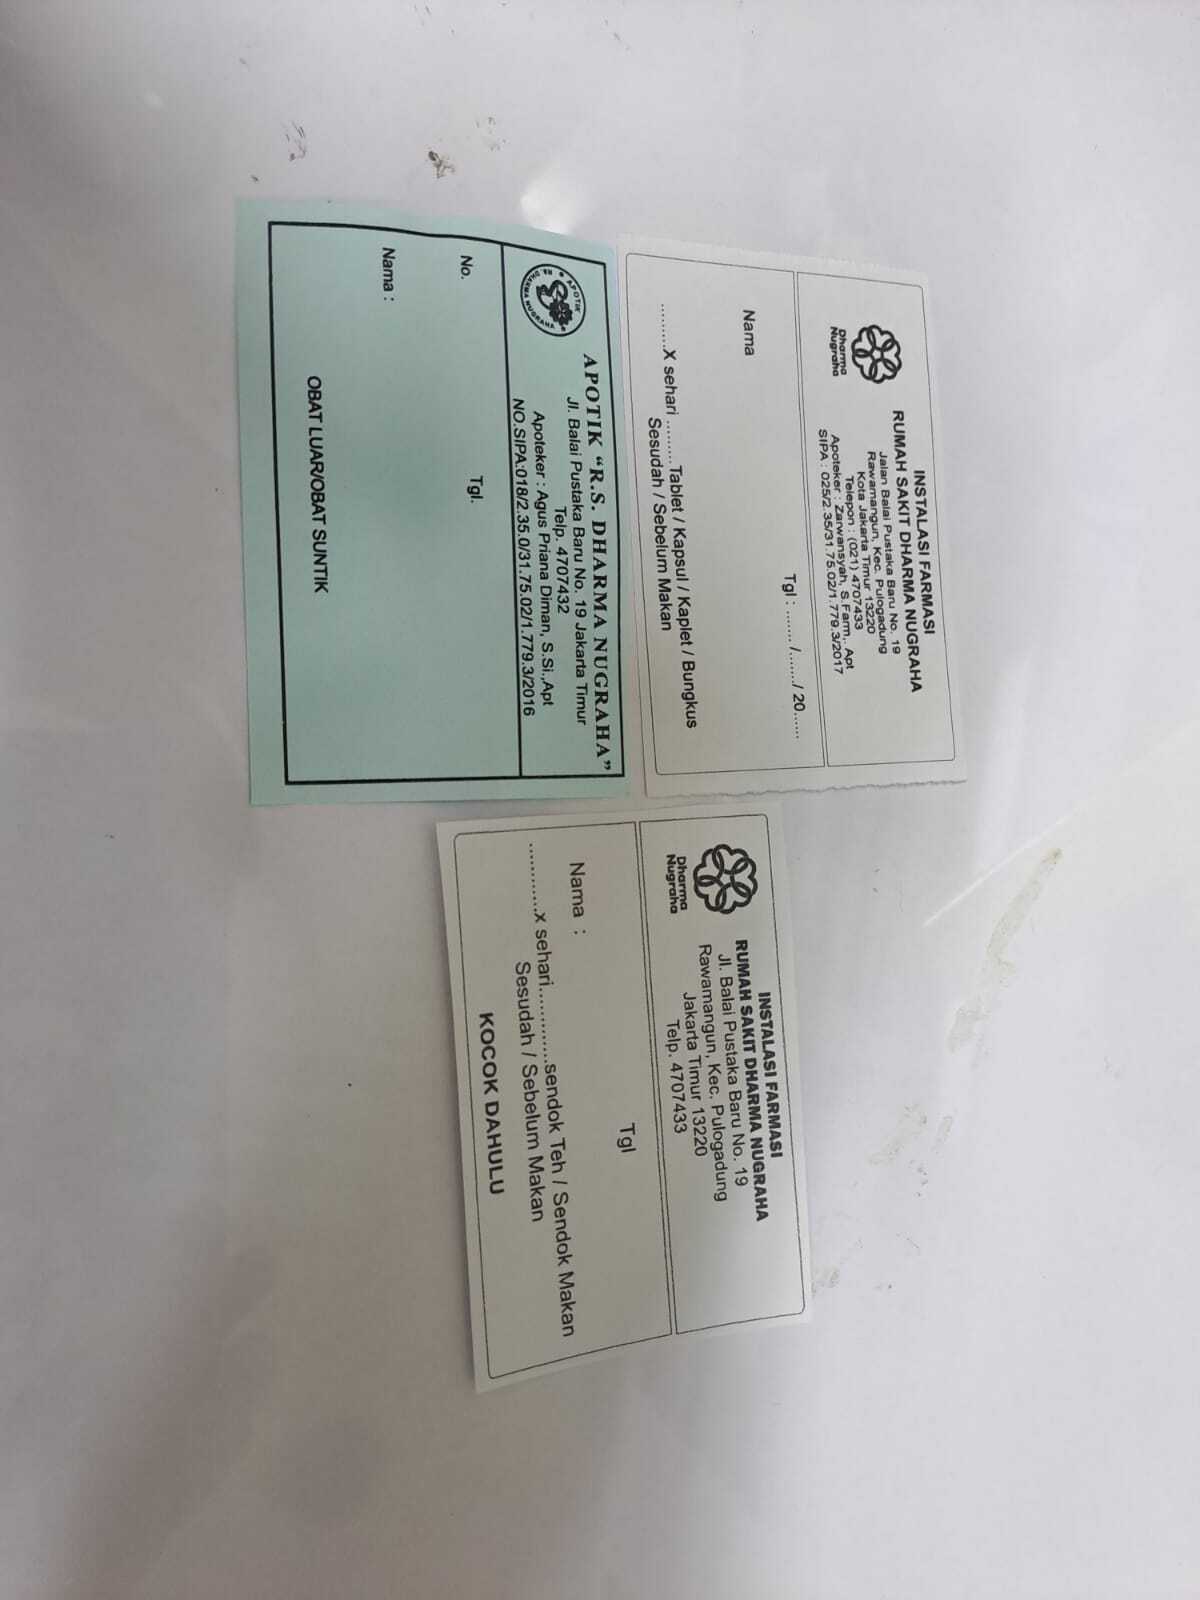 INSTALASI FARMASI
RUMAH SAKIT DHARMA NUGRAHA
Jalan Balai Pustaka Baru No. 19
Rawamangun, Kec. Pulogadung
Kota Jakarta Timur 13220
Telepon : (021) 4707433
Apoteker : Zarwansyah, S.Farm,. Apt
SIPA : 025/2.35/31.75.02/1.779.3/2017
Dharma
Nugraha
Tgl : ......../......./ 20......
Nama
..........X sehari ......... Tablet / Kapsul / Kaplet / Bungkus
Sesudah / Sebelum Makan
APOTIK “R.S. DHARMA NUGRAHA”
Jl. Balai Pustaka Baru No. 19 Jakarta Timur
Telp. 4707432
Apoteker : Agus Priana Diman, S.Si.,Apt
NO.SIPA:018/2.35.0/31.75.02/1.779.3/2016
APOTIK
RS. DHARMA NUGRAHA
No. Tgl.
Nama :
OBAT LUAR/OBAT SUNTIK
INSTALASI FARMASI
RUMAH SAKIT DHARMA NUGRAHA
Jl. Balai Pustaka Baru No. 19
Rawamangun, Kec. Pulogadung
Jakarta Timur 13220
Telp. 4707433
Dharma
Nugraha
Tgl
Nama :
............x sehari.............sendok Teh / Sendok Makan
Sesudah / Sebelum Makan
KOCOK DAHULU